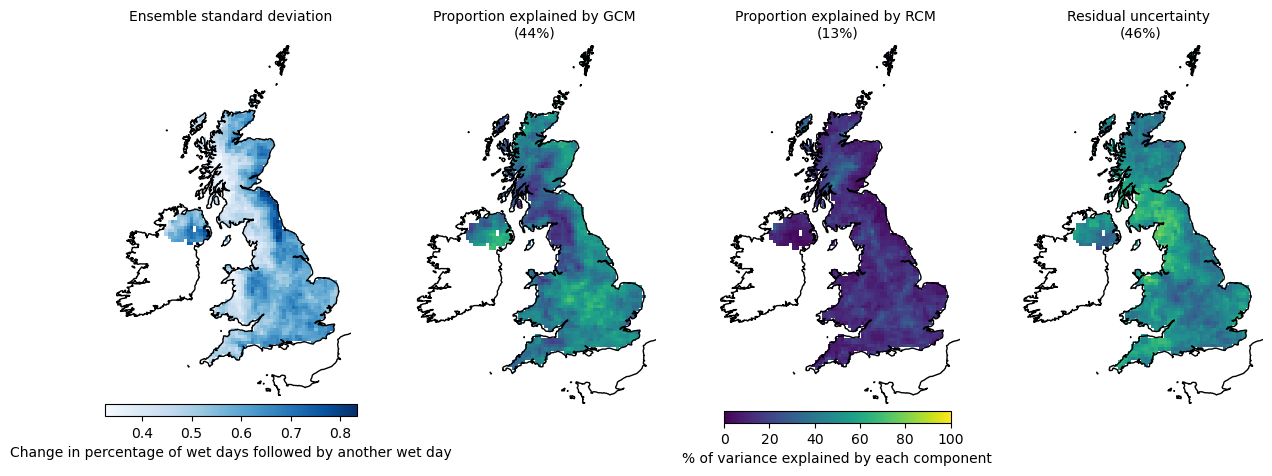 Ensemble standard deviation
Proportion explained by GCM
(44%)
Proportion explained by RCM
(13%)
Residual uncertainty
(46%)
0.4 0.5 0.6 0.7 0.8
Change in percentage of wet days followed by another wet day
0 20 40 60 80 100
% of variance explained by each component